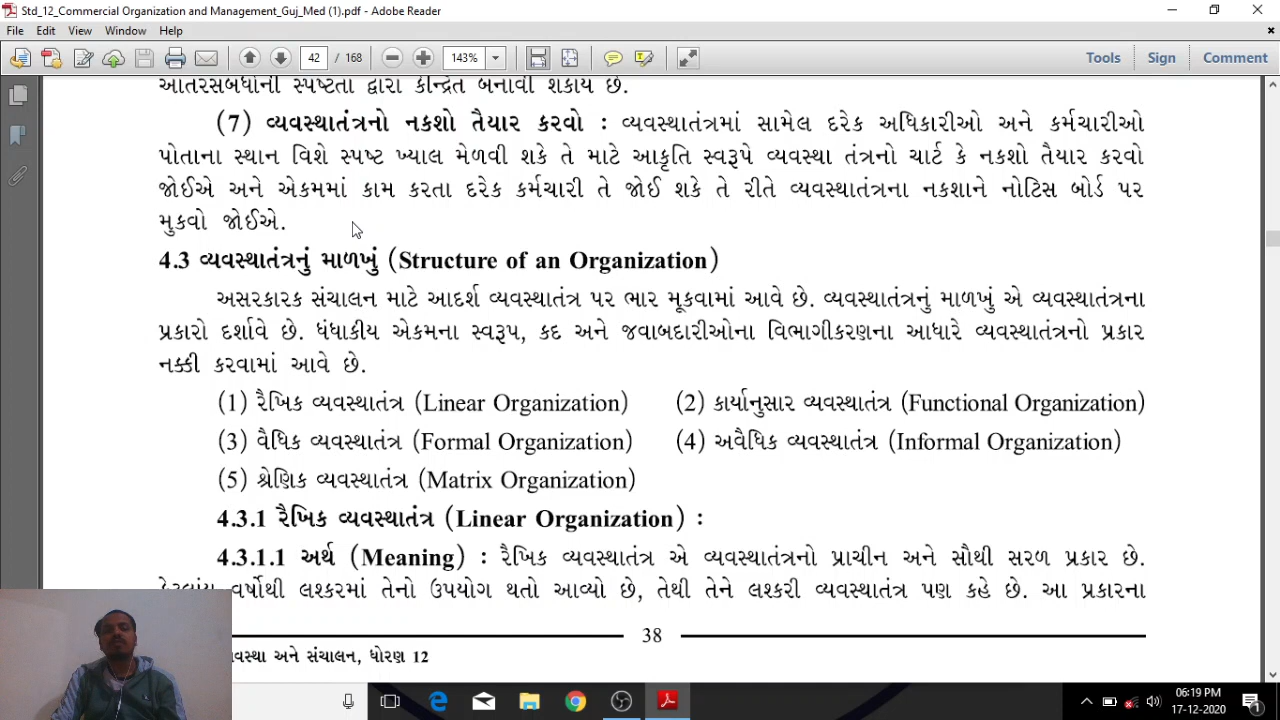 Std_12_Commercial Organization and Management_Guj_Med (1).pdf - Adobe Reader
File Edit View Window Help
42 / 168 143% Tools Sign Comment
આંતરસંબંધોની સ્પષ્ટતા દ્વારા કેન્દ્રિત બનાવી શકાય છે.
(7) વ્યવસ્થાતંત્રનો નકશો તૈયાર કરવો : વ્યવસ્થાતંત્રમાં સામેલ દરેક અધિકારીઓ અને કર્મચારીઓ
પોતાના સ્થાન વિશે સ્પષ્ટ ખ્યાલ મેળવી શકે તે માટે આકૃતિ સ્વરૂપે વ્યવસ્થા તંત્રનો ચાર્ટ કે નકશો તૈયાર કરવો
જોઈએ અને એકમમાં કામ કરતા દરેક કર્મચારી તે જોઈ શકે તે રીતે વ્યવસ્થાતંત્રના નકશાને નોટિસ બોર્ડ પર
મુકવો જોઈએ.
4.3 વ્યવસ્થાતંત્રનું માળખું (Structure of an Organization)
અસરકારક સંચાલન માટે આદર્શ વ્યવસ્થાતંત્ર પર ભાર મૂકવામાં આવે છે. વ્યવસ્થાતંત્રનું માળખું એ વ્યવસ્થાતંત્રના
પ્રકારો દર્શાવે છે. ધંધાકીય એકમના સ્વરૂપ, કદ અને જવાબદારીઓના વિભાગીકરણના આધારે વ્યવસ્થાતંત્રનો પ્રકાર
નક્કી કરવામાં આવે છે.
(1) રૈખિક વ્યવસ્થાતંત્ર (Linear Organization) (2) કાર્યાનુસાર વ્યવસ્થાતંત્ર (Functional Organization)
(3) વૈધિક વ્યવસ્થાતંત્ર (Formal Organization) (4) અવૈધિક વ્યવસ્થાતંત્ર (Informal Organization)
(5) શ્રેણિક વ્યવસ્થાતંત્ર (Matrix Organization)
4.3.1 રૈખિક વ્યવસ્થાતંત્ર (Linear Organization) :
4.3.1.1 અર્થ (Meaning) : રૈખિક વ્યવસ્થાતંત્ર એ વ્યવસ્થાતંત્રનો પ્રાચીન અને સૌથી સરળ પ્રકાર છે.
કેટલાંય વર્ષોથી લશ્કરમાં તેનો ઉપયોગ થતો આવ્યો છે, તેથી તેને લશ્કરી વ્યવસ્થાતંત્ર પણ કહે છે. આ પ્રકારના
38
અને સંચાલન, ધોરણ 12
06:19 PM
17-12-2020